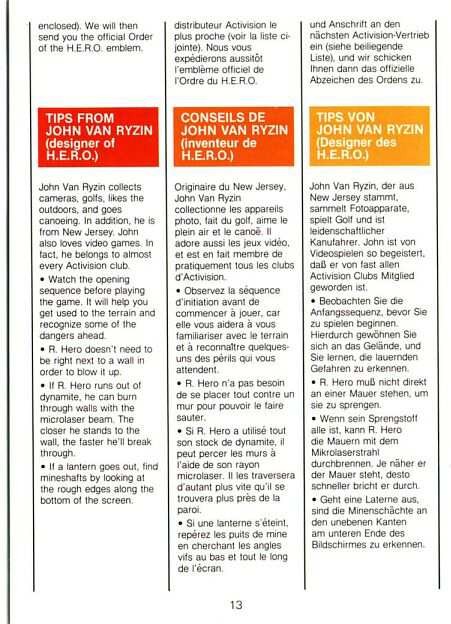 enclosed). We will then
send you the official Order
of the H.E.R.O. emblem.
TIPS FROM
JOHN VAN RYZIN
(designer of
H.E.R.O.)
John Van Ryzin collects
cameras, golfs, likes the
outdoors, and goes
canoeing. In addition, he is
from New Jersey. John
also loves video games. In
fact, he belongs to almost
every Activision club.
• Watch the opening
sequence before playing
the game. It will help you
get used to the terrain and
recognize some of the
dangers ahead.
• R. Hero doesn't need to
be right next to a wall in
order to blow it up.
• If R. Hero runs out of
dynamite, he can burn
through walls with the
microlaser beam. The
closer he stands to the
wall, the faster he'll break
through.
• If a lantern goes out, find
mineshafts by looking at
the rough edges along the
bottom of the screen.
distributeur Activision le
plus proche (voir la liste ci-
jointe). Nous vous
expédierons aussitôt
l'emblème officiel de
l'Ordre du H.E.R.O.
CONSEILS DE
JOHN VAN RYZIN
(inventeur de
H.E.R.O.)
Originaire du New Jersey,
John Van Ryzin
collectionne les appareils
photo, fait du golf, aime le
plein air et le canoë. Il
adore aussi les jeux vidéo,
et est en fait membre de
pratiquement tous les clubs
d'Activision.
• Observez la séquence
d'initiation avant de
commencer à jouer, car
elle vous aidera à vous
familiariser avec le terrain
et à reconnaître quelques-
uns des périls qui vous
attendent.
• R. Hero n'a pas besoin
de se placer tout contre un
mur pour pouvoir le faire
sauter.
• Si R. Hero a utilisé tout
son stock de dynamite, il
peut percer les murs à
l'aide de son rayon
microlaser. Il les traversera
d'autant plus vite qu'il se
trouvera plus près de la
paroi.
• Si une lanterne s'éteint,
repérez les puits de mine
en cherchant les angles
vifs au bas et tout le long
de l'écran.
und Anschrift an den
nächsten Activision-Vertrieb
ein (siehe beiliegende
Liste), und wir schicken
Ihnen dann das offizielle
Abzeichen des Ordens zu.
TIPS VON
JOHN VAN RYZIN
(Designer des
H.E.R.O.)
John Van Ryzin, der aus
New Jersey stammt,
sammelt Fotoapparate,
spielt Golf und ist
leidenschaftlicher
Kanufahrer. John ist von
Videospielen so begeistert,
daß er von fast allen
Activision Clubs Mitglied
geworden ist.
• Beobachten Sie die
Anfangssequenz, bevor Sie
zu spielen beginnen.
Hierdurch gewöhnen Sie
sich an das Gelände, und
Sie lernen, die lauernden
Gefahren zu erkennen.
• R. Hero muß nicht direkt
an einer Mauer stehen, um
sie zu sprengen.
• Wenn sein Sprengstoff
alle ist, kann R. Hero
die Mauern mit dem
Mikrolaserstrahl
durchbrennen. Je näher er
der Mauer steht, desto
schneller bricht er durch.
• Geht eine Laterne aus,
sind die Minenschächte an
den unebenen Kanten
am unteren Ende des
Bildschirmes zu erkennen.
13